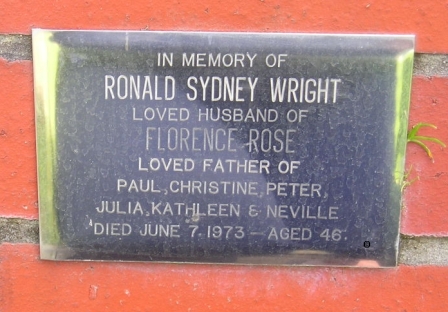 IN MEMORY OF
RONALD SYDNEY WRIGHT
LOVED HUSBAND OF
FLORENCE ROSE
LOVED FATHER OF
PAUL, CHRISTINE, PETER,
JULIA, KATHLEEN & NEVILLE
DIED JUNE 7. 1973 - AGED 46.